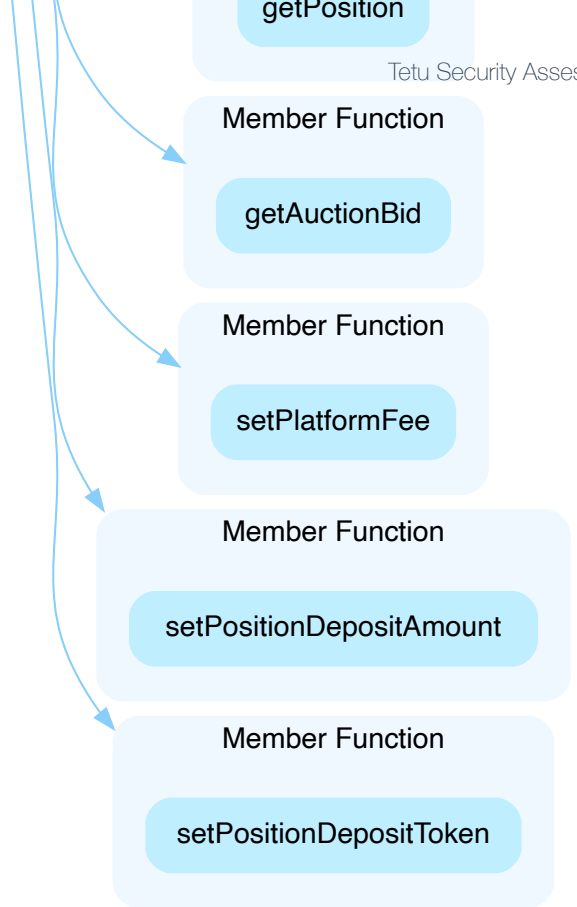 getPosition
Tetu Security Asses
Member Function
getAuctionBid
Member Function
setPlatformFee
Member Function
setPositionDepositAmount
Member Function
setPositionDepositToken